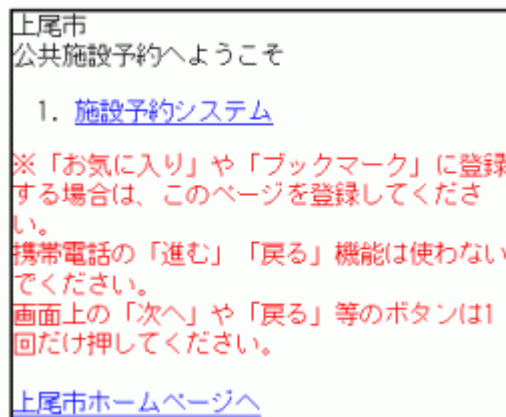 上尾市
公共施設予約へようこそ
1. 施設予約システム
※「お気に入り」や「ブックマーク」に登録
する場合は、このページを登録してくださ
い。
携帯電話の「進む」「戻る」機能は使わない
でください。
画面上の「次へ」や「戻る」等のボタンは1
回だけ押してください。
上尾市ホームページへ